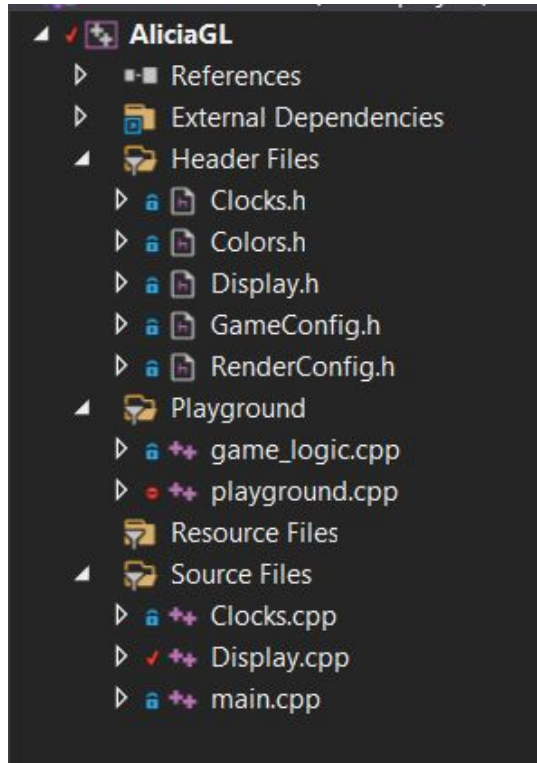 AliciaGL
References
External Dependencies
Header Files
Clocks.h
Colors.h
Display.h
GameConfig.h
RenderConfig.h
Playground
game_logic.cpp
playground.cpp
Resource Files
Source Files
Clocks.cpp
Display.cpp
main.cpp